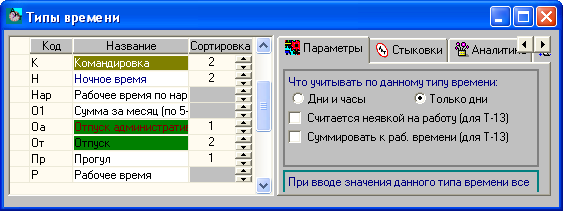 Типы времени
Код Название Сортировка
К Командировка 2
Н Ночное время 2
Нар Рабочее время по нар
О1 Сумма за месяц (по 5-
Оа Отпуск административ 1
От Отпуск 2
Пр Прогул 1
Р Рабочее время
Параметры Стыковки Аналитика
Что учитывать по данному типу времени:
Дни и часы Только дни
Считается неявкой на работу (для Т-13)
Суммировать к раб. времени (для Т-13)
При вводе значения данного типа времени все